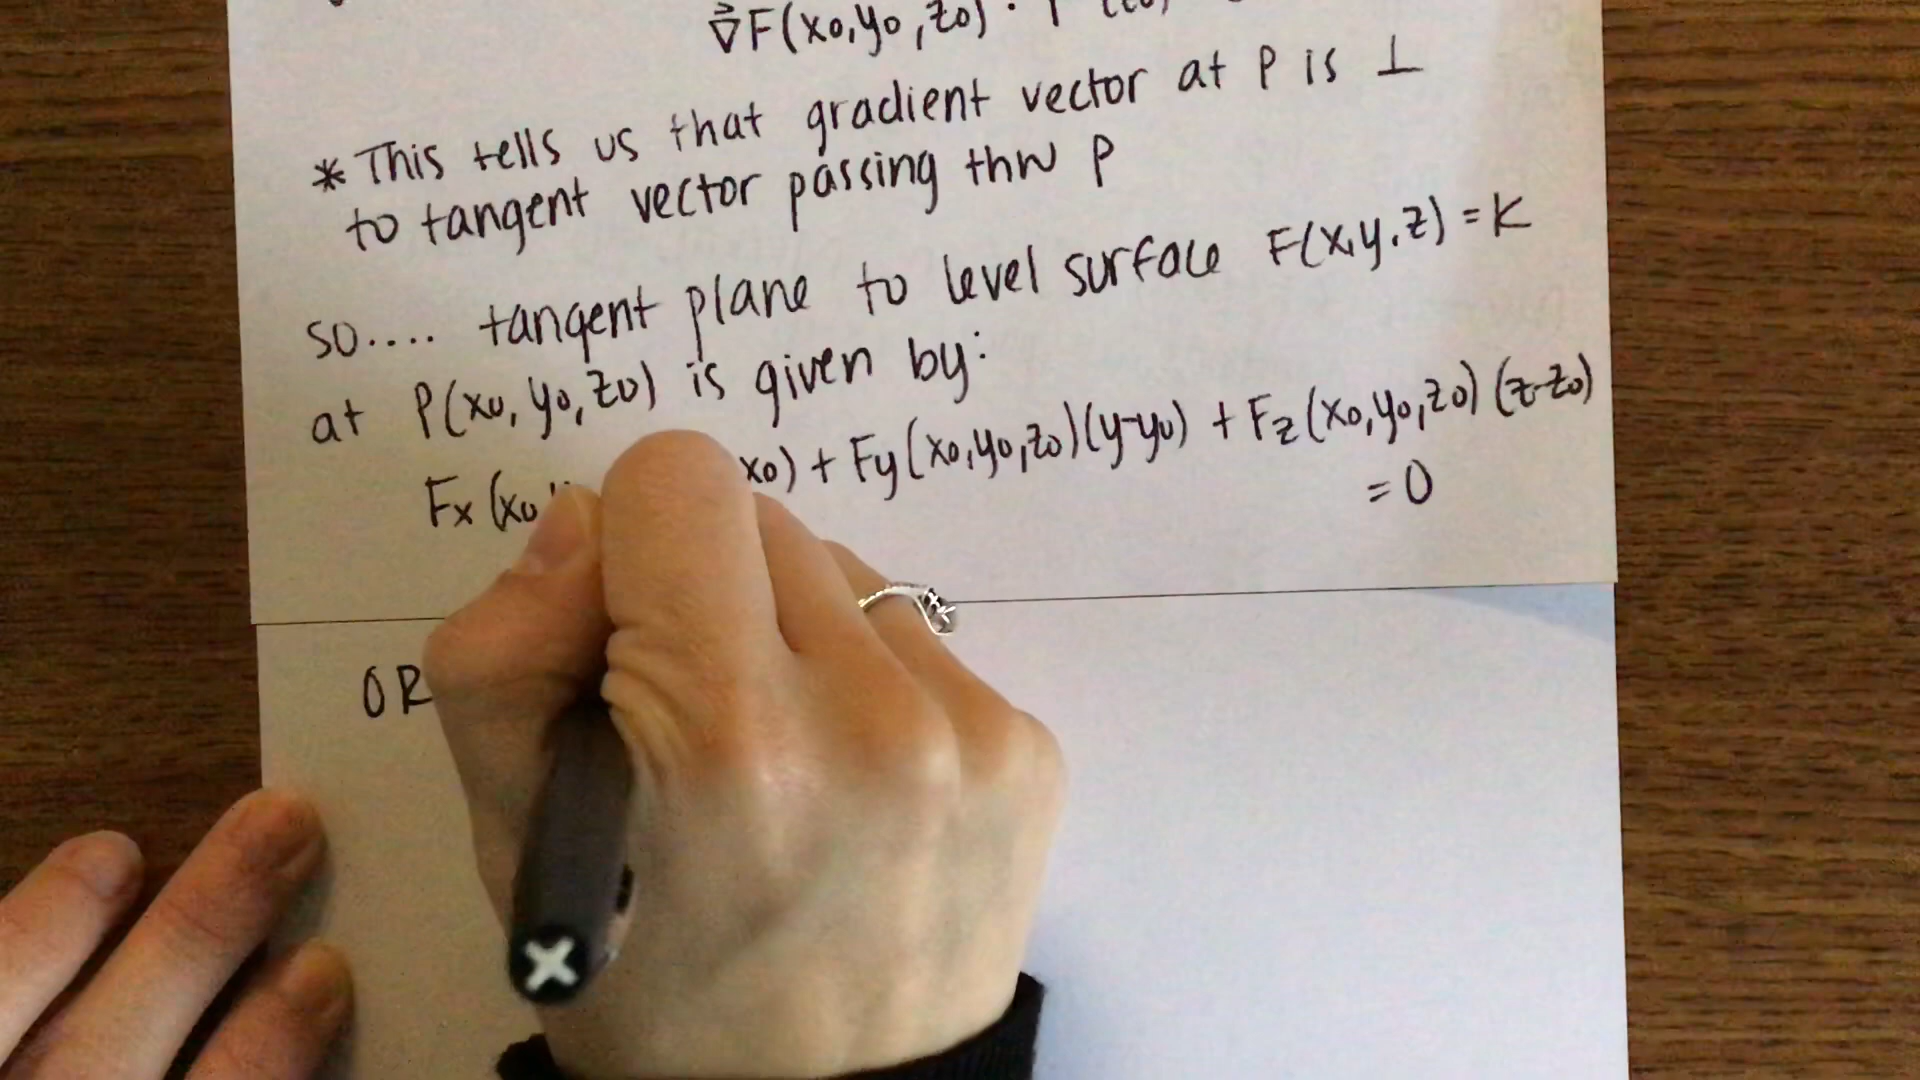 ∇⃗F(x0,y0,z0) ·
* This tells us that gradient vector at P is ⊥
to tangent vector passing thru P
so.... tangent plane to level surface F(x,y,z) = K
at P(x0, y0, z0) is given by:
Fx (x0 x0) + Fy (x0,y0,z0)(y-y0) + Fz (x0,y0,z0) (z-z0)
= 0
OR